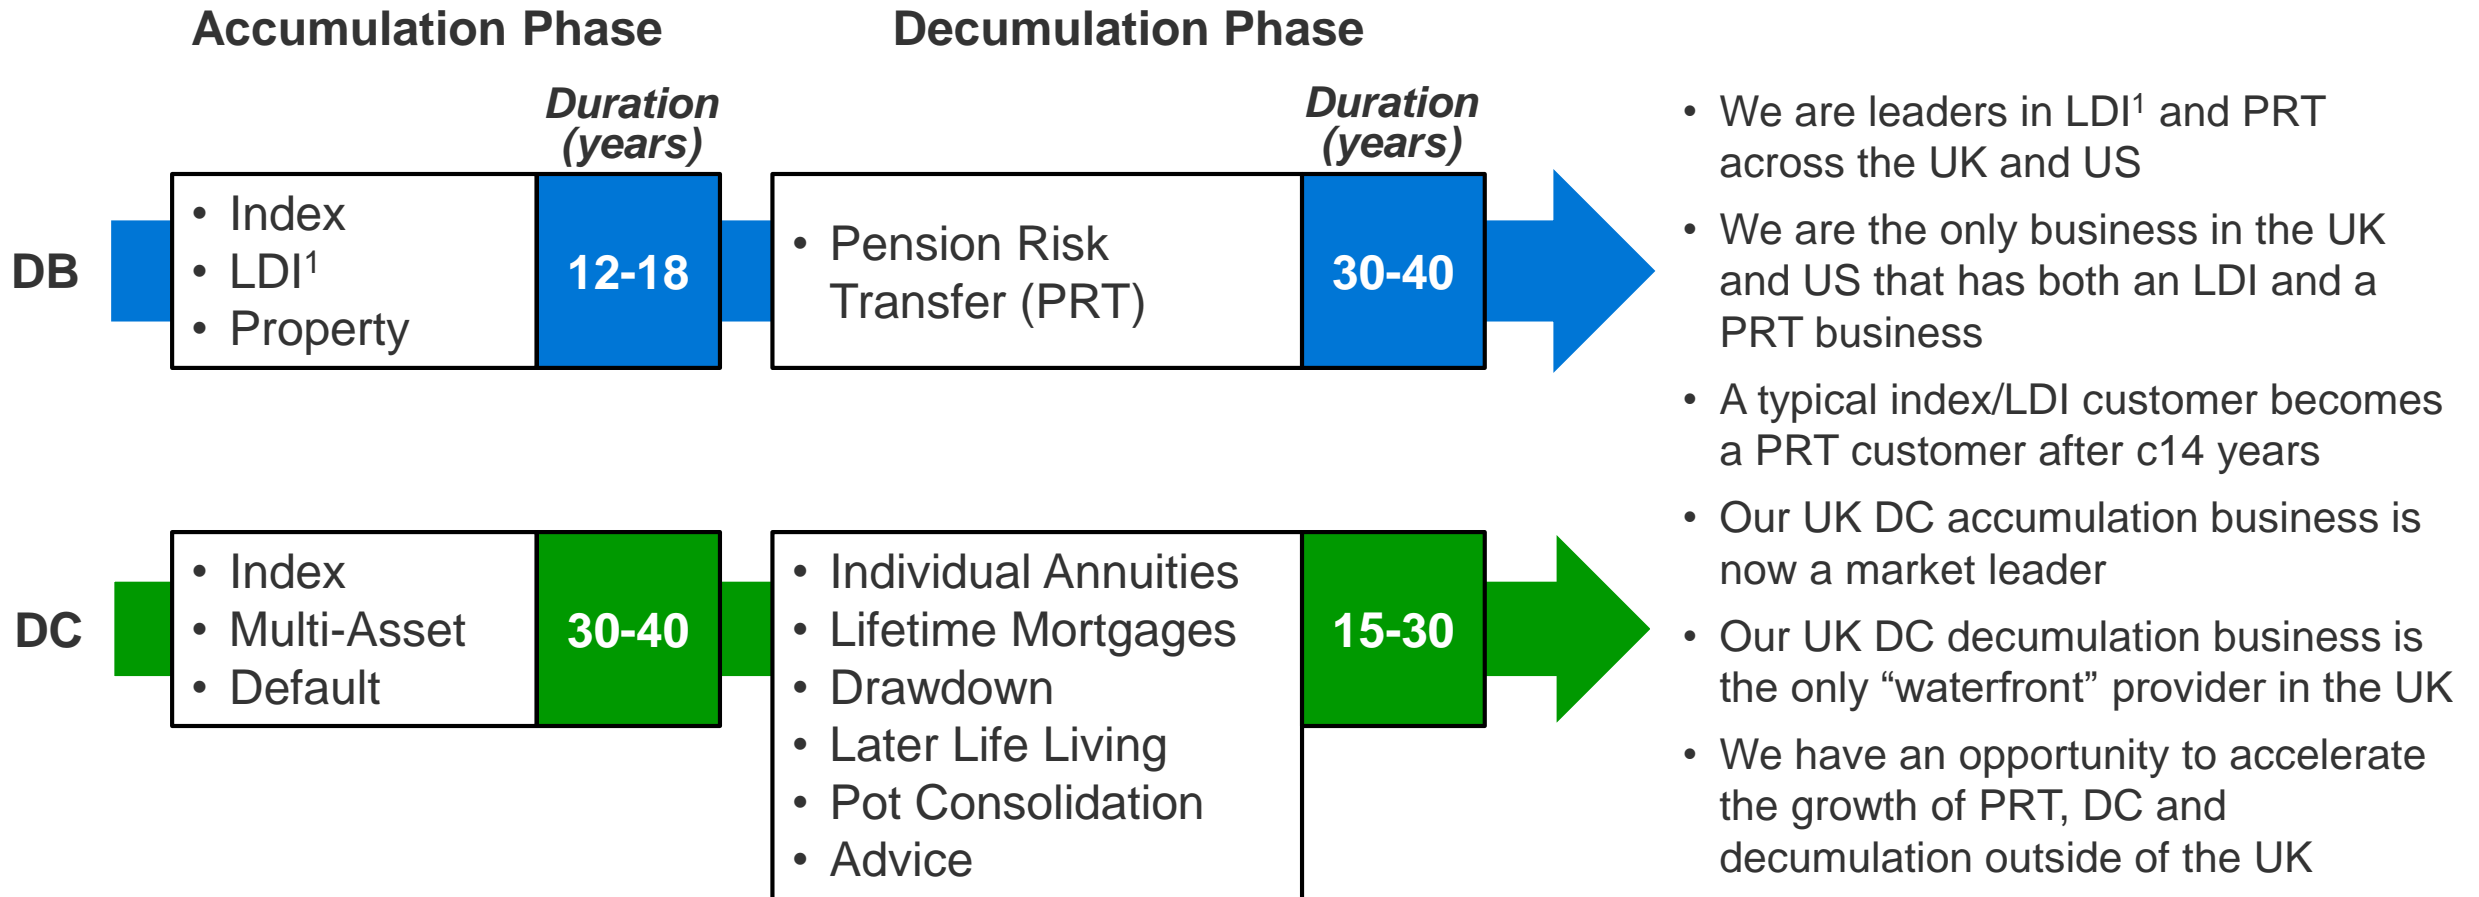 Accumulation Phase
Decumulation Phase
Duration
(years)
Duration
(years)
DB
• Index
• LDI¹
• Property
12-18
• Pension Risk
Transfer (PRT)
30-40
DC
• Index
• Multi-Asset
• Default
30-40
• Individual Annuities
• Lifetime Mortgages
• Drawdown
• Later Life Living
• Pot Consolidation
• Advice
15-30
• We are leaders in LDI¹ and PRT
across the UK and US
• We are the only business in the UK
and US that has both an LDI and a
PRT business
• A typical index/LDI customer becomes
a PRT customer after c14 years
• Our UK DC accumulation business is
now a market leader
• Our UK DC decumulation business is
the only “waterfront” provider in the UK
• We have an opportunity to accelerate
the growth of PRT, DC and
decumulation outside of the UK